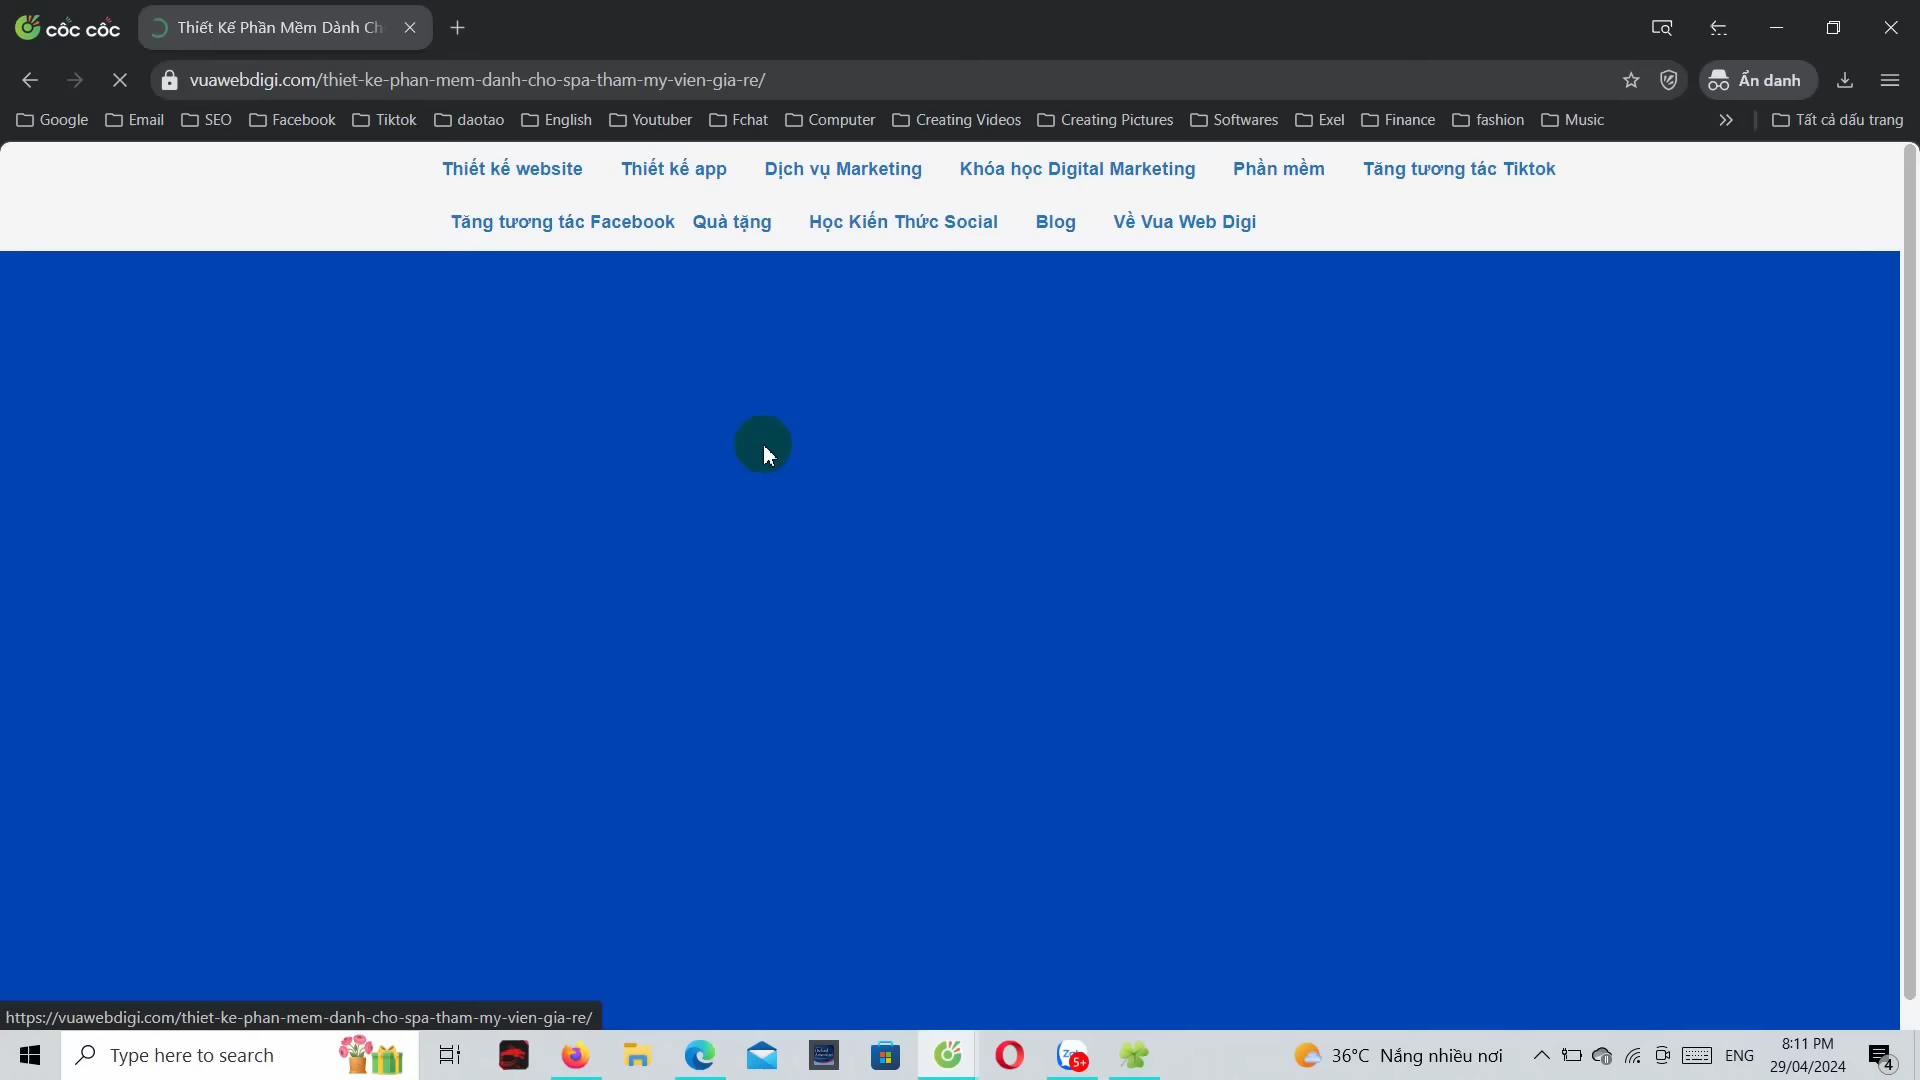 cốc cốc
Thiết Kế Phần Mềm Dành Ch
vuawebdigi.com/thiet-ke-phan-mem-danh-cho-spa-tham-my-vien-gia-re/
Ẩn danh
Google Email SEO Facebook Tiktok daotao English Youtuber Fchat Computer Creating Videos Creating Pictures Softwares Exel Finance fashion Music Tất cả dấu trang
Thiết kế website Thiết kế app Dịch vụ Marketing Khóa học Digital Marketing Phần mềm Tăng tương tác Tiktok
Tăng tương tác Facebook Quà tặng Học Kiến Thức Social Blog Về Vua Web Digi
https://vuawebdigi.com/thiet-ke-phan-mem-danh-cho-spa-tham-my-vien-gia-re/
Type here to search
5+
36°C Nắng nhiều nơi
ENG
8:11 PM
29/04/2024
4